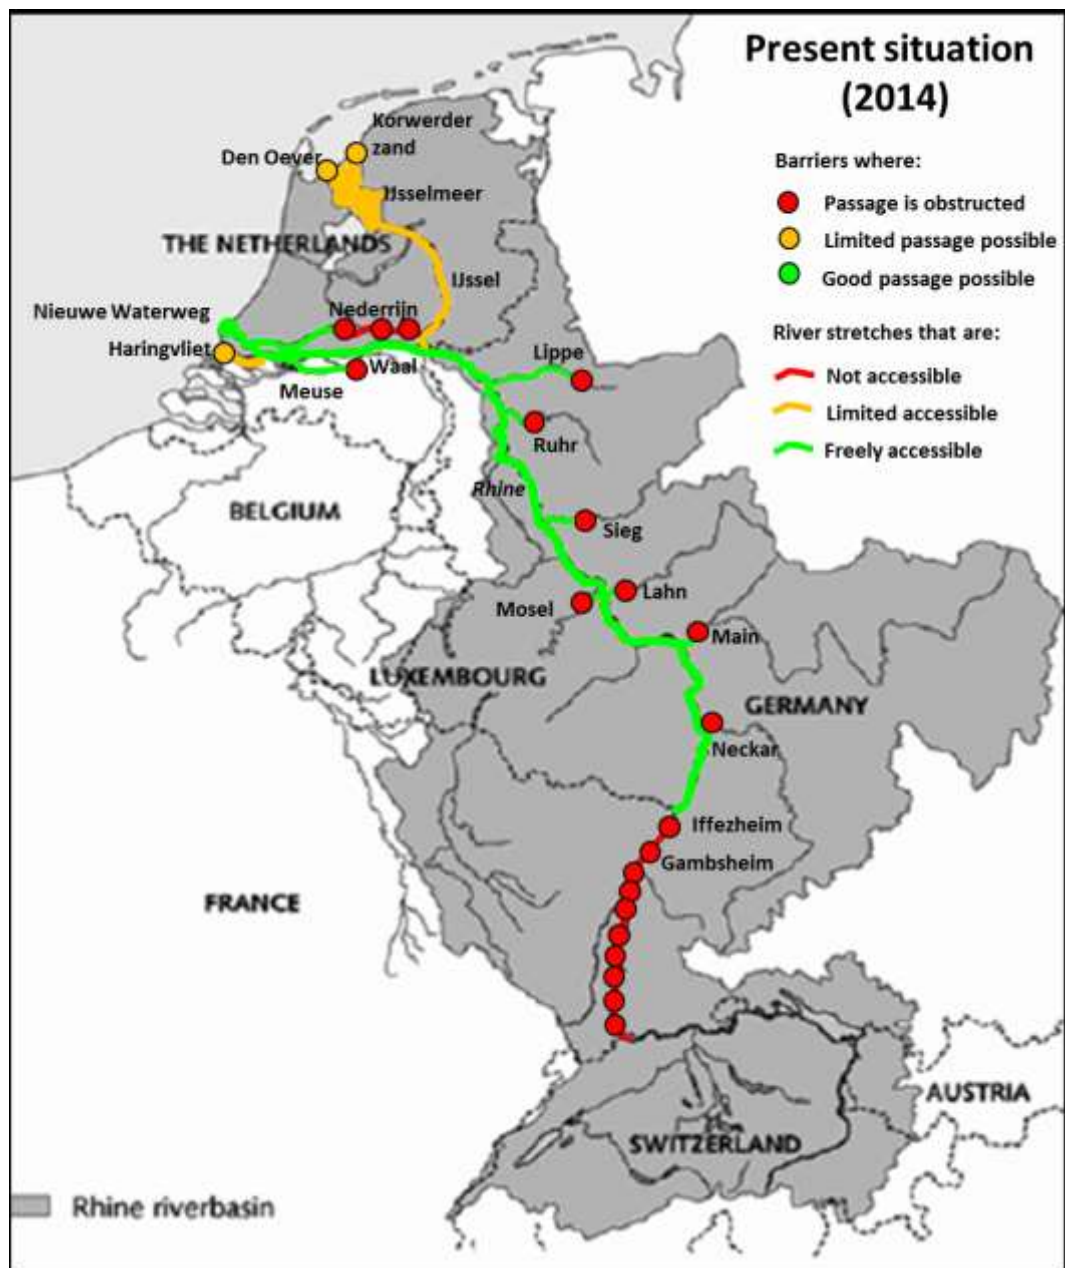 Present situation
(2014)
Barriers where:
Passage is obstructed
Limited passage possible
Good passage possible
River stretches that are:
Not accessible
Limited accessible
Freely accessible
Korwerder
zand
Den Oever
IJsselmeer
THE NETHERLANDS
IJssel
Nieuwe Waterweg
Nederrijn
Haringvliet
Waal
Meuse
Lippe
Ruhr
Rhine
BELGIUM
Sieg
Lahn
Mosel
Main
LUXEMBOURG
GERMANY
Neckar
Iffezheim
Gambsheim
FRANCE
AUSTRIA
SWITZERLAND
Rhine riverbasin